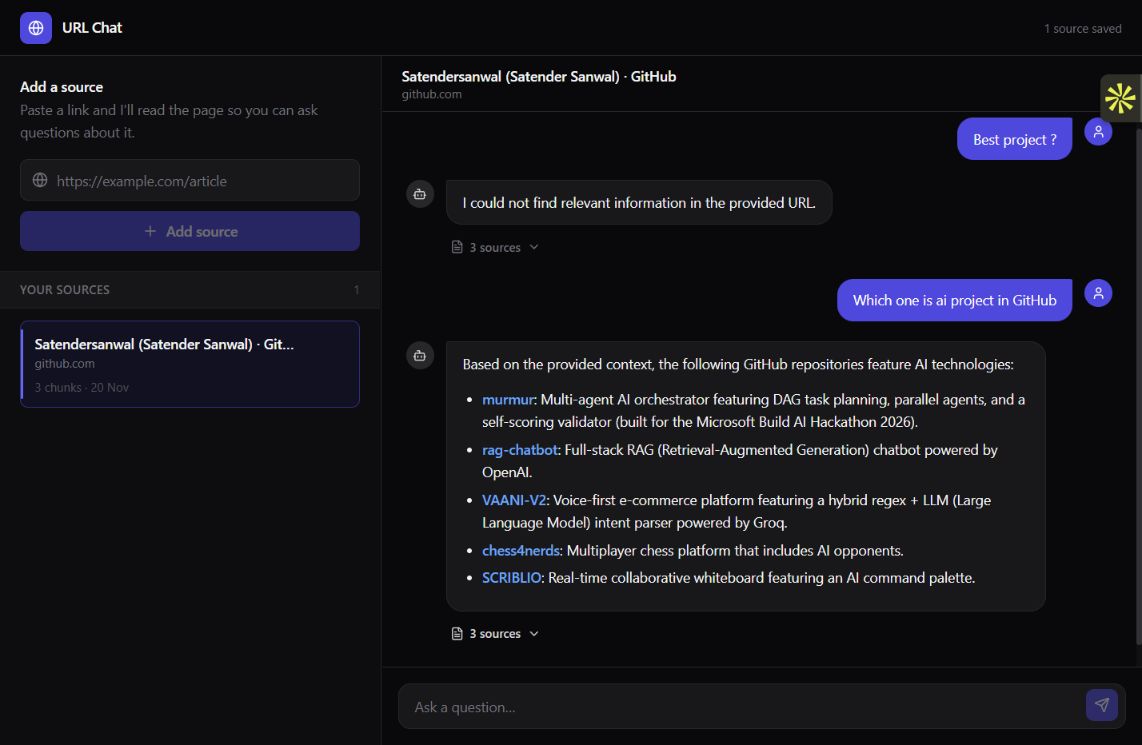 URL Chat
1 source saved
Add a source
Paste a link and I'll read the page so you can ask
questions about it.
https://example.com/article
+ Add source
YOUR SOURCES 1
Satendersanwal (Satender Sanwal) · Git...
github.com
3 chunks · 20 Nov
Satendersanwal (Satender Sanwal) · GitHub
github.com
Best project ?
I could not find relevant information in the provided URL.
3 sources
Which one is ai project in GitHub
Based on the provided context, the following GitHub repositories feature AI technologies:
• murmur: Multi-agent AI orchestrator featuring DAG task planning, parallel agents, and a
self-scoring validator (built for the Microsoft Build AI Hackathon 2026).
• rag-chatbot: Full-stack RAG (Retrieval-Augmented Generation) chatbot powered by
OpenAI.
• VAANI-V2: Voice-first e-commerce platform featuring a hybrid regex + LLM (Large
Language Model) intent parser powered by Groq.
• chess4nerds: Multiplayer chess platform that includes AI opponents.
• SCRIBLIO: Real-time collaborative whiteboard featuring an AI command palette.
3 sources
Ask a question...